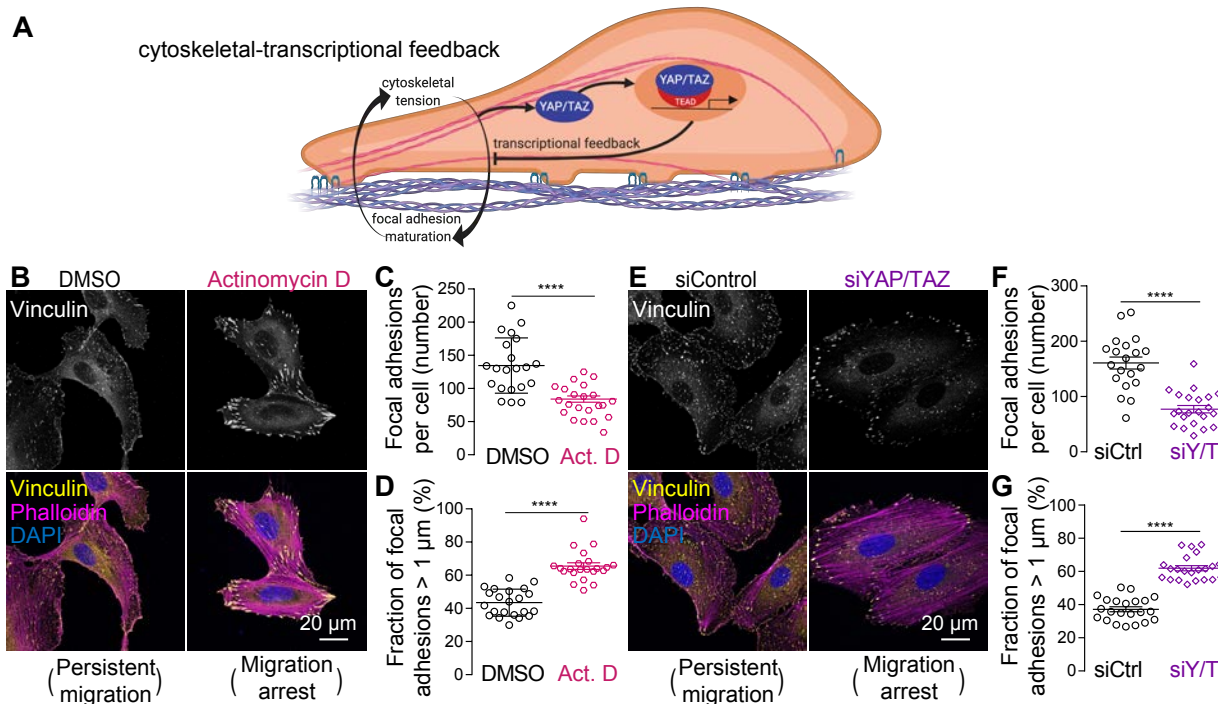 A
cytoskeletal-transcriptional feedback
cytoskeletal
tension
YAP/TAZ
YAP/TAZ
TEAD
transcriptional feedback
focal adhesion
maturation
B
DMSO
Actinomycin D
Vinculin
Vinculin
Phalloidin
DAPI
20 μm
(Persistent migration)
(Migration arrest)
C
Focal adhesions
per cell (number)
250
200
150
100
50
0
****
DMSO
Act. D
D
Fraction of focal
adhesions > 1 μm (%)
100
80
60
40
20
0
****
DMSO
Act. D
E
siControl
siYAP/TAZ
Vinculin
Vinculin
Phalloidin
DAPI
20 μm
(Persistent migration)
(Migration arrest)
F
Focal adhesions
per cell (number)
300
200
100
0
****
siCtrl
siY/T
G
Fraction of focal
adhesions > 1 μm (%)
100
80
60
40
20
0
****
siCtrl
siY/T